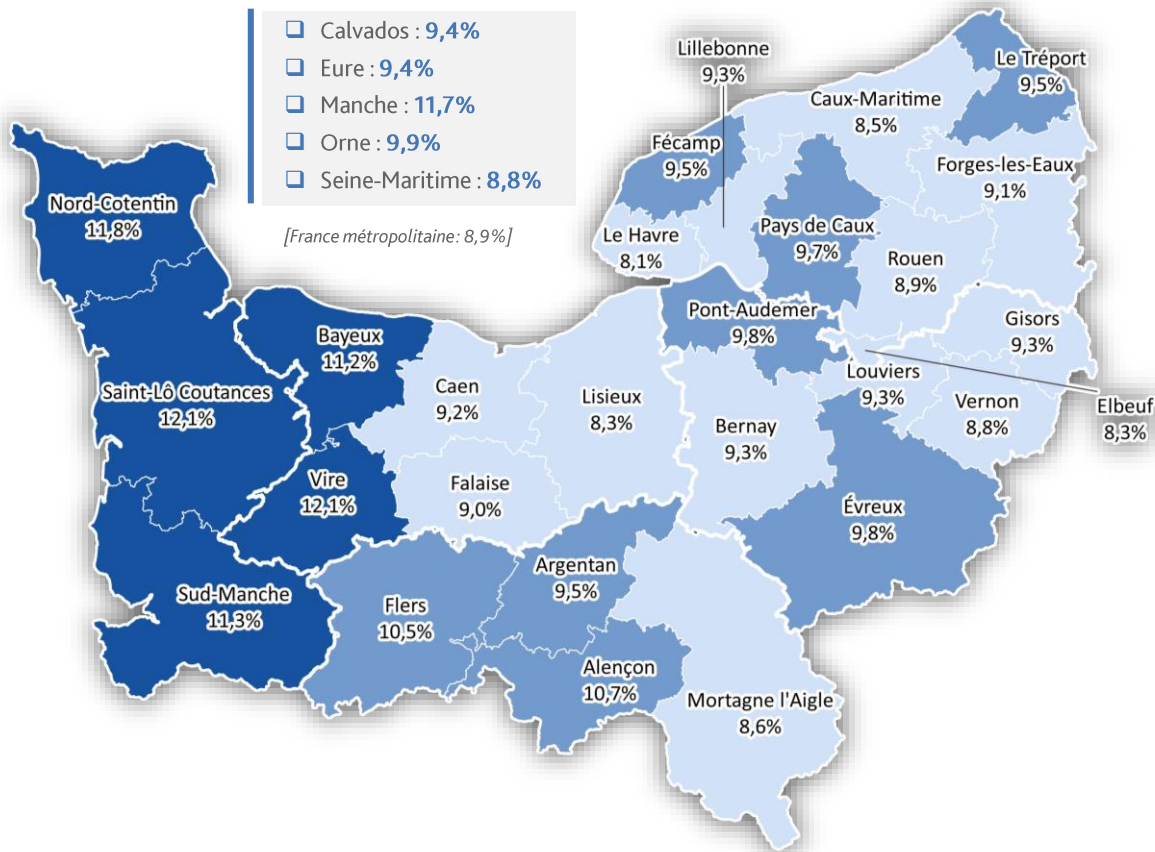 Calvados : 9,4%
Eure : 9,4%
Manche : 11,7%
Orne : 9,9%
Seine-Maritime : 8,8%
[France métropolitaine: 8,9%]
Lillebonne
9,3%
Le Tréport
9,5%
Caux-Maritime
8,5%
Fécamp
9,5%
Forges-les-Eaux
9,1%
Nord-Cotentin
11,8%
Le Havre
8,1%
Pays de Caux
9,7%
Rouen
8,9%
Pont-Audemer
9,8%
Gisors
9,3%
Bayeux
11,2%
Saint-Lô Coutances
12,1%
Caen
9,2%
Lisieux
8,3%
Louviers
9,3%
Vernon
8,8%
Elbeuf
8,3%
Bernay
9,3%
Vire
12,1%
Falaise
9,0%
Évreux
9,8%
Argentan
9,5%
Sud-Manche
11,3%
Flers
10,5%
Alençon
10,7%
Mortagne l'Aigle
8,6%